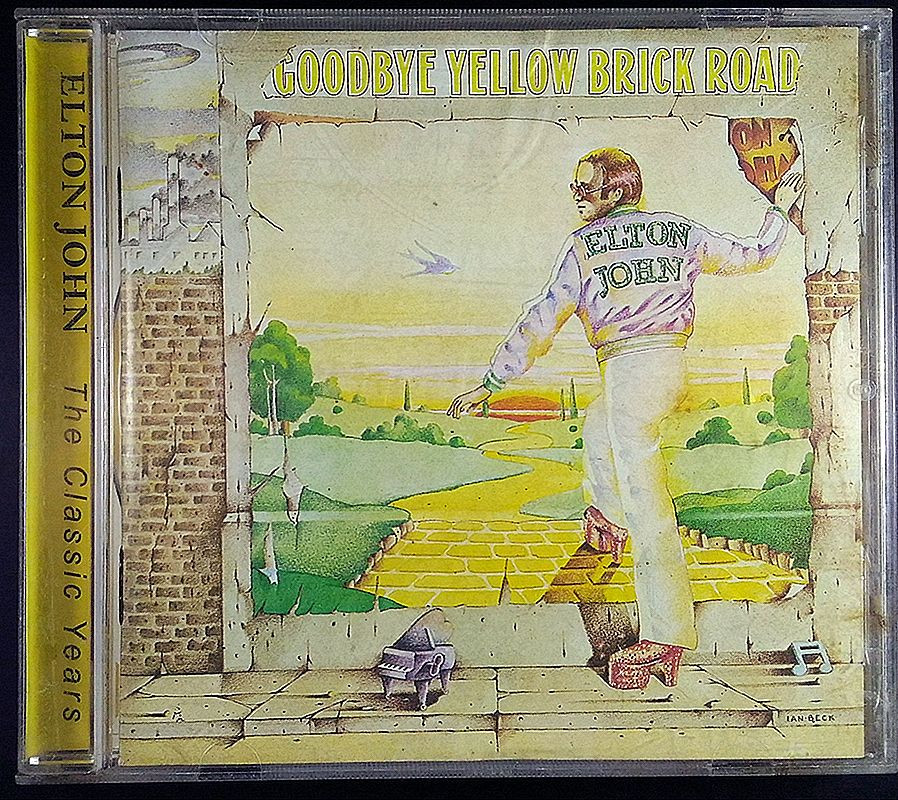 GOODBYE YELLOW BRICK ROAD
ELTON JOHN The Classic Years
ELTON
JOHN
IAN BECK